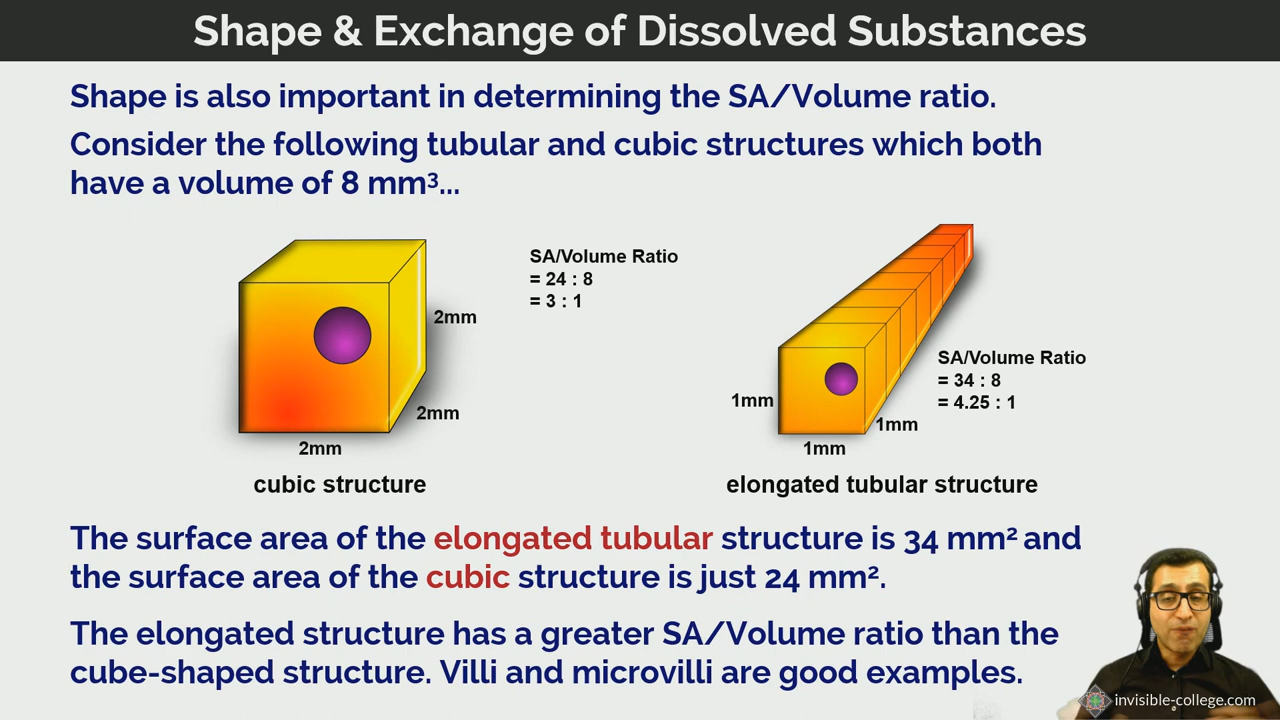 Shape & Exchange of Dissolved Substances
Shape is also important in determining the SA/Volume ratio.
Consider the following tubular and cubic structures which both
have a volume of 8 mm³...
SA/Volume Ratio
= 24 : 8
= 3 : 1
2mm
2mm
2mm
cubic structure
SA/Volume Ratio
= 34 : 8
= 4.25 : 1
1mm
1mm
1mm
elongated tubular structure
The surface area of the elongated tubular structure is 34 mm² and
the surface area of the cubic structure is just 24 mm².
The elongated structure has a greater SA/Volume ratio than the
cube-shaped structure. Villi and microvilli are good examples.
invisible-college.com